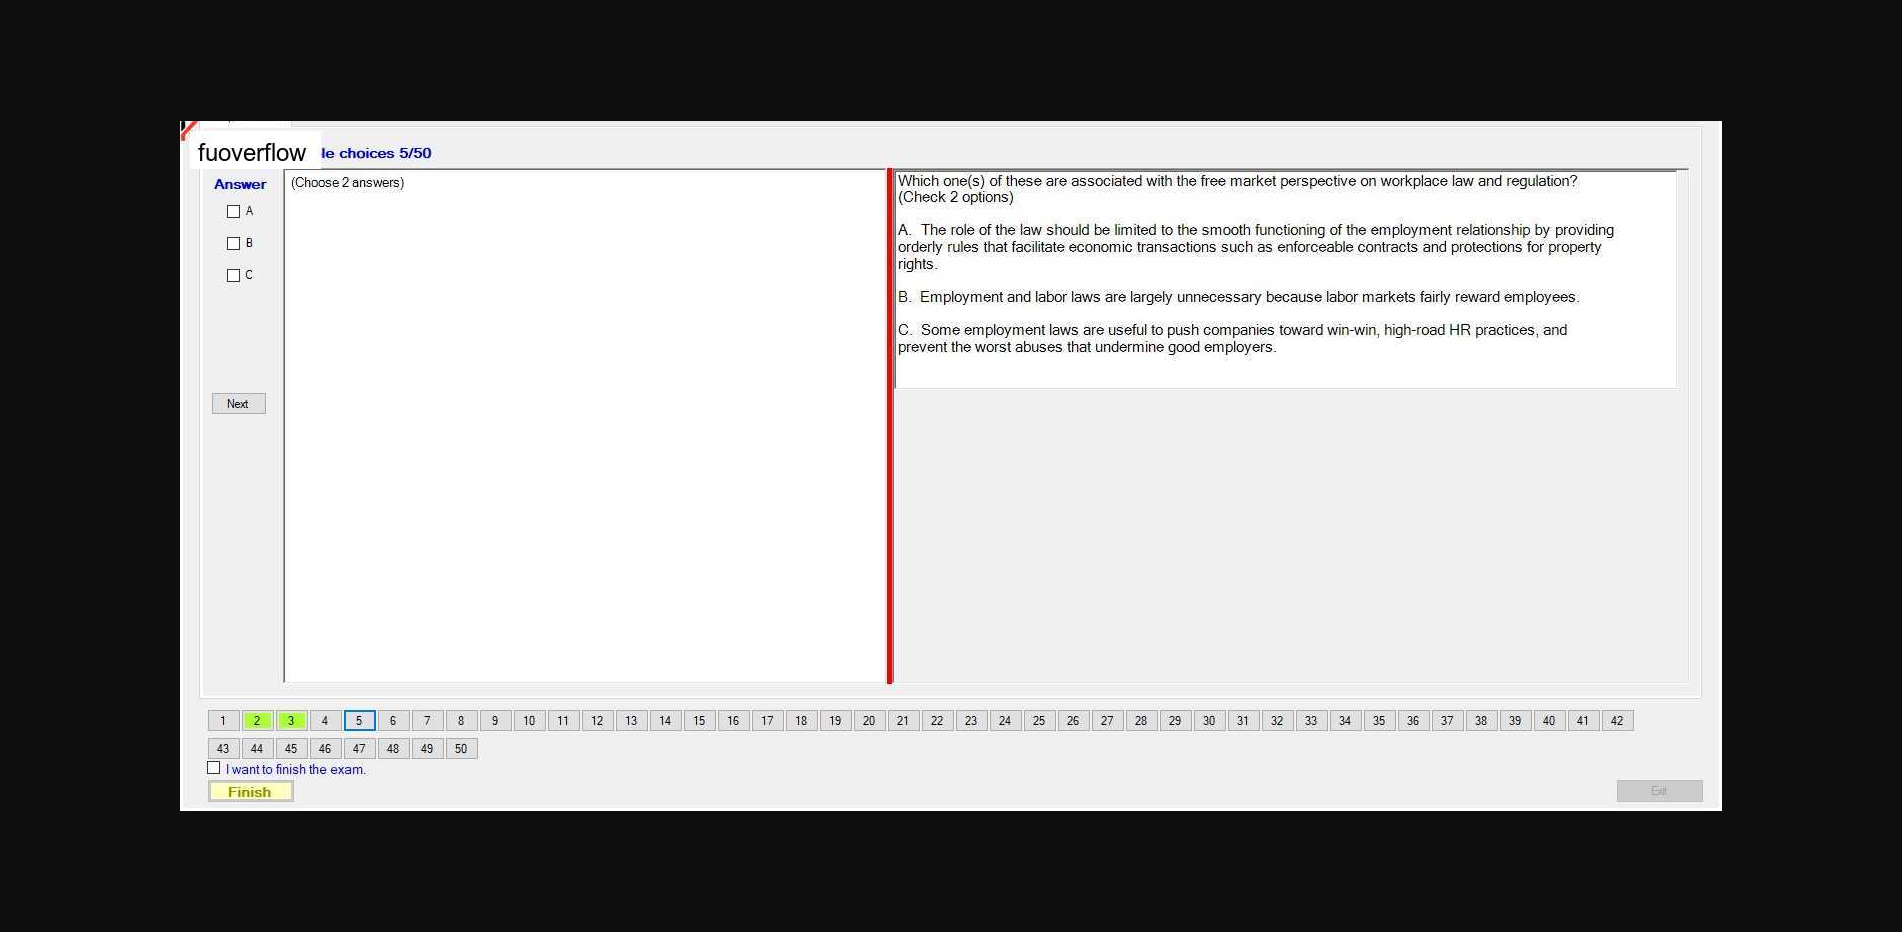 fuoverflow
le choices 5/50
Answer
(Choose 2 answers)
A
B
C
Next
Which one(s) of these are associated with the free market perspective on workplace law and regulation?
(Check 2 options)
A.  The role of the law should be limited to the smooth functioning of the employment relationship by providing
orderly rules that facilitate economic transactions such as enforceable contracts and protections for property
rights.
B.  Employment and labor laws are largely unnecessary because labor markets fairly reward employees.
C.  Some employment laws are useful to push companies toward win-win, high-road HR practices, and
prevent the worst abuses that undermine good employers.
1 2 3 4 5 6 7 8 9 10 11 12 13 14 15 16 17 18 19 20 21 22 23 24 25 26 27 28 29 30 31 32 33 34 35 36 37 38 39 40 41 42
43 44 45 46 47 48 49 50
I want to finish the exam.
Finish
Exit